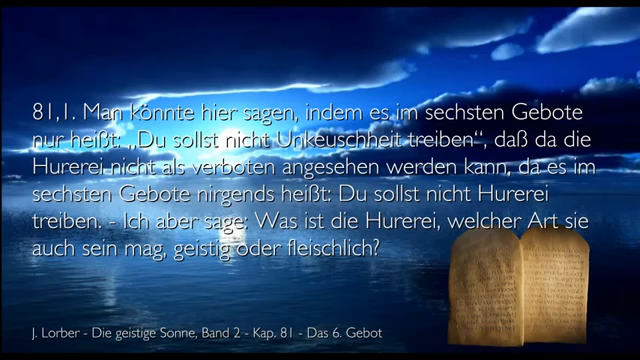 81,1. Man könnte hier sagen, indem es im sechsten Gebote
nur heißt: „Du sollst nicht Unkeuschheit treiben“, daß da die
Hurerei nicht als verboten angesehen werden kann, da es im
sechsten Gebote nirgends heißt: Du sollst nicht Hurerei
treiben. - Ich aber sage: Was ist die Hurerei, welcher Art sie
auch sein mag, geistig oder fleischlich?
J. Lorber - Die geistige Sonne, Band 2 - Kap. 81 - Das 6. Gebot